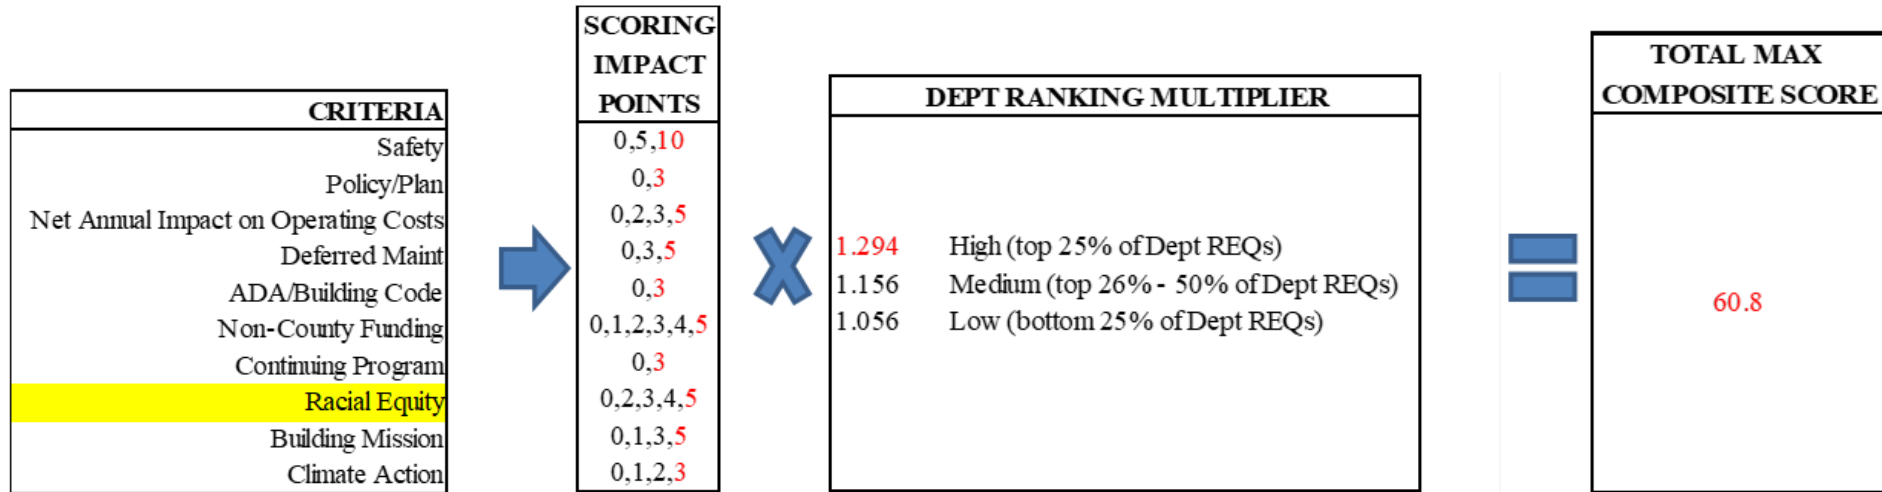 CRITERIA
Safety
Policy/Plan
Net Annual Impact on Operating Costs
Deferred Maint
ADA/Building Code
Non-County Funding
Continuing Program
Racial Equity
Building Mission
Climate Action
SCORING
IMPACT
POINTS
0,5,10
0,3
0,2,3,5
0,3,5
0,3
0,1,2,3,4,5
0,3
0,2,3,4,5
0,1,3,5
0,1,2,3
DEPT RANKING MULTIPLIER
1.294 High (top 25% of Dept REQs)
1.156 Medium (top 26% - 50% of Dept REQs)
1.056 Low (bottom 25% of Dept REQs)
TOTAL MAX
COMPOSITE SCORE
60.8